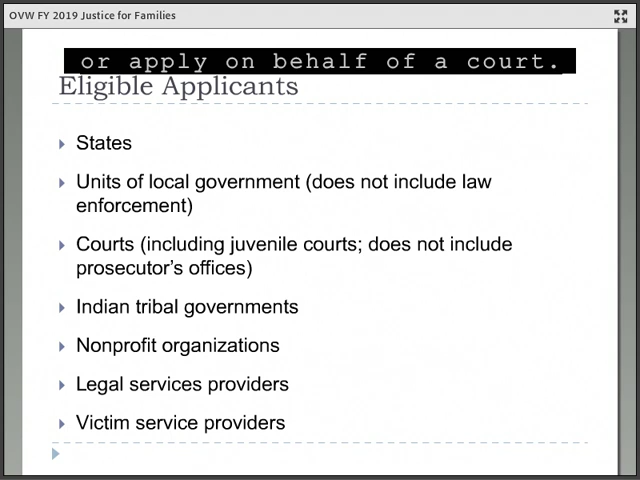 OVW FY 2019 Justice for Families
or apply on behalf of a court.
Eligible Applicants
States
Units of local government (does not include law
enforcement)
Courts (including juvenile courts; does not include
prosecutor's offices)
Indian tribal governments
Nonprofit organizations
Legal services providers
Victim service providers